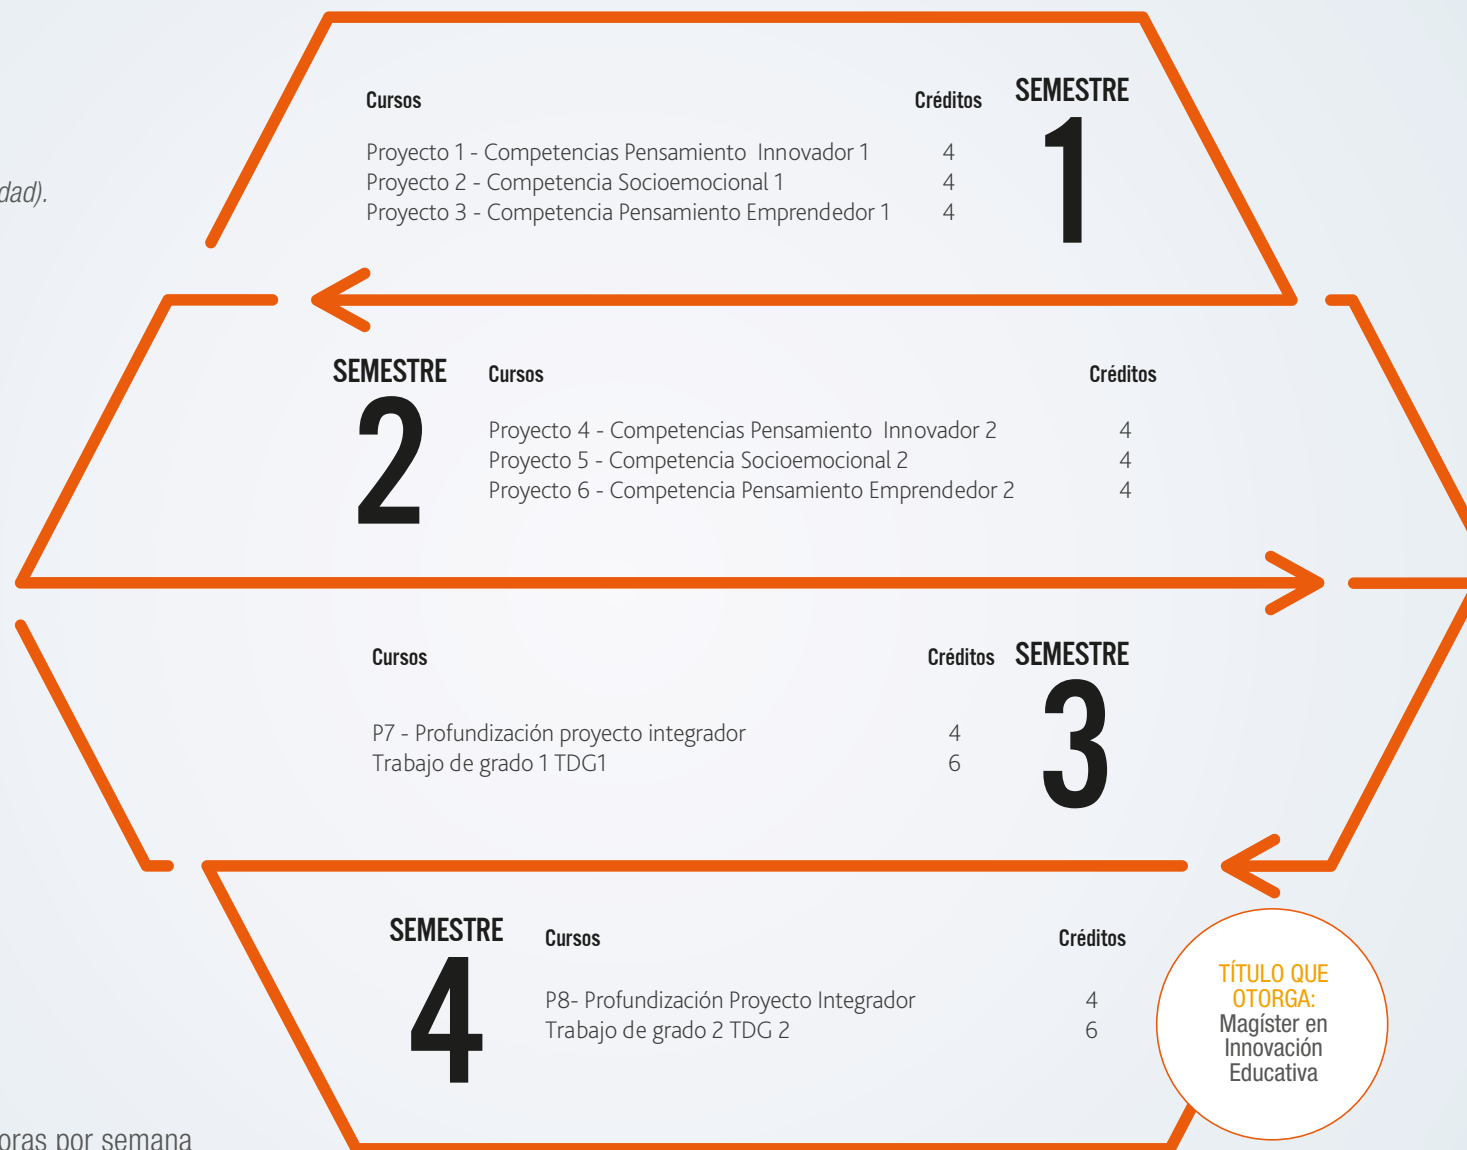 Cursos Créditos SEMESTRE
1
Proyecto 1 - Competencias Pensamiento Innovador 1 4
Proyecto 2 - Competencia Socioemocional 1 4
Proyecto 3 - Competencia Pensamiento Emprendedor 1 4
dad).
SEMESTRE Cursos Créditos
2
Proyecto 4 - Competencias Pensamiento Innovador 2 4
Proyecto 5 - Competencia Socioemocional 2 4
Proyecto 6 - Competencia Pensamiento Emprendedor 2 4
Cursos Créditos SEMESTRE
3
P7 - Profundización proyecto integrador 4
Trabajo de grado 1 TDG1 6
SEMESTRE Cursos Créditos
4
P8- Profundización Proyecto Integrador 4
Trabajo de grado 2 TDG 2 6
TÍTULO QUE
OTORGA:
Magíster en
Innovación
Educativa
oras por semana